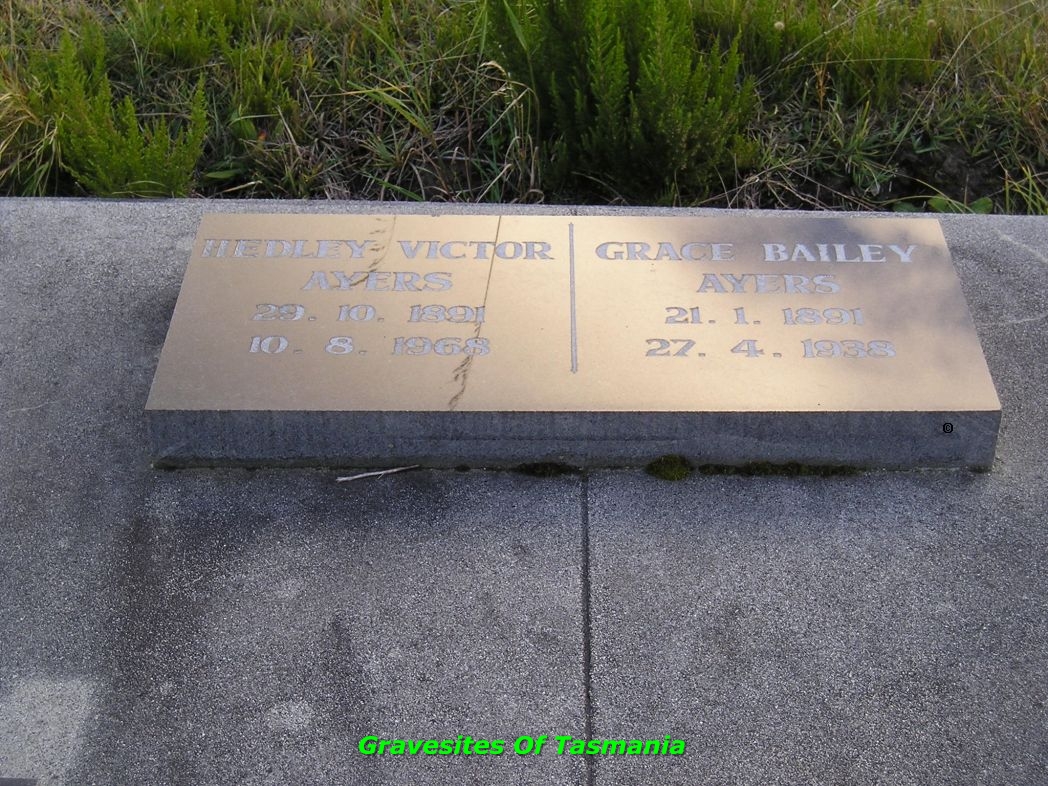 HEDLEY VICTOR
AYERS
29. 10. 1891
10. 8. 1968
GRACE BAILEY
AYERS
21. 1. 1891
27. 4. 1938
©
Gravesites Of Tasmania